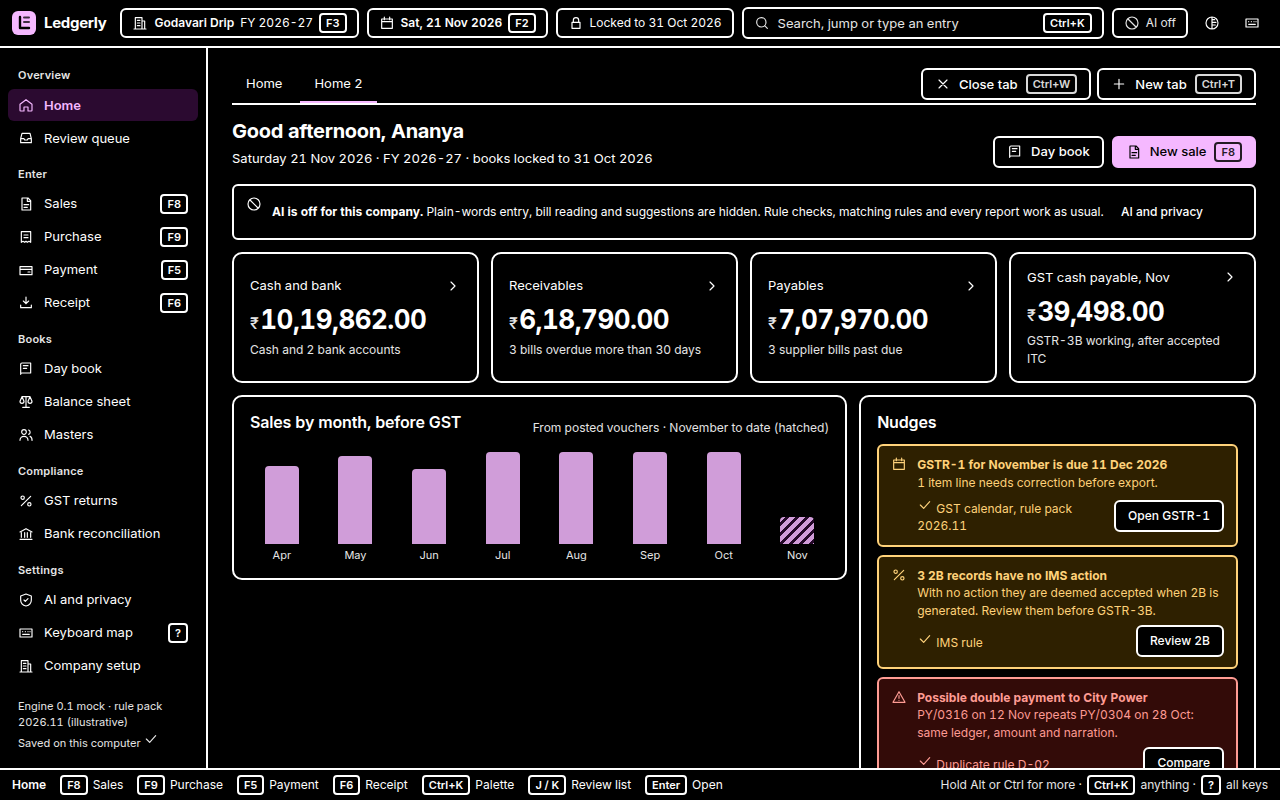 Ledgerly
Godavari Drip FY 2026-27 F3
Sat, 21 Nov 2026 F2
Locked to 31 Oct 2026
Search, jump or type an entry Ctrl+K
AI off
Overview
Home
Review queue
Enter
Sales F8
Purchase F9
Payment F5
Receipt F6
Books
Day book
Balance sheet
Masters
Compliance
GST returns
Bank reconciliation
Settings
AI and privacy
Keyboard map ?
Company setup
Engine 0.1 mock · rule pack
2026.11 (illustrative)
Saved on this computer
Home
Home 2
Close tab Ctrl+W
New tab Ctrl+T
Good afternoon, Ananya
Saturday 21 Nov 2026 · FY 2026-27 · books locked to 31 Oct 2026
Day book
New sale F8
AI is off for this company. Plain-words entry, bill reading and suggestions are hidden. Rule checks, matching rules and every report work as usual. AI and privacy
Cash and bank
₹10,19,862.00
Cash and 2 bank accounts
Receivables
₹6,18,790.00
3 bills overdue more than 30 days
Payables
₹7,07,970.00
3 supplier bills past due
GST cash payable, Nov
₹39,498.00
GSTR-3B working, after accepted
ITC
Sales by month, before GST
From posted vouchers · November to date (hatched)
Apr May Jun Jul Aug Sep Oct Nov
Nudges
GSTR-1 for November is due 11 Dec 2026
1 item line needs correction before export.
GST calendar, rule pack
2026.11
Open GSTR-1
3 2B records have no IMS action
With no action they are deemed accepted when 2B is
generated. Review them before GSTR-3B.
IMS rule
Review 2B
Possible double payment to City Power
PY/0316 on 12 Nov repeats PY/0304 on 28 Oct:
same ledger, amount and narration.
Duplicate rule D-02
Compare
Home F8 Sales F9 Purchase F5 Payment F6 Receipt Ctrl+K Palette J / K Review list Enter Open
Hold Alt or Ctrl for more · Ctrl+K anything · ? all keys